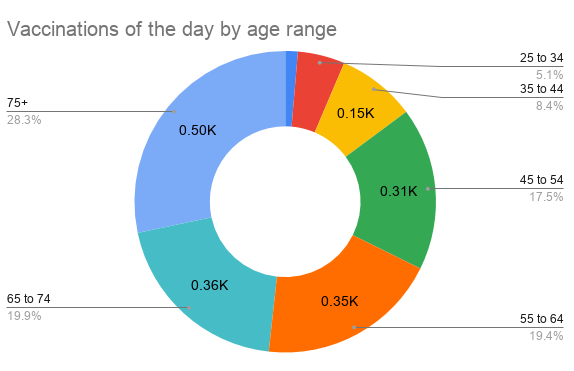 Vaccinations of the day by age range
25 to 34
5.1%
35 to 44
8.4%
75+
28.3%
0.15K
0.50K
45 to 54
17.5%
0.31K
0.36K
65 to 74
19.9%
0.35K
55 to 64
19.4%